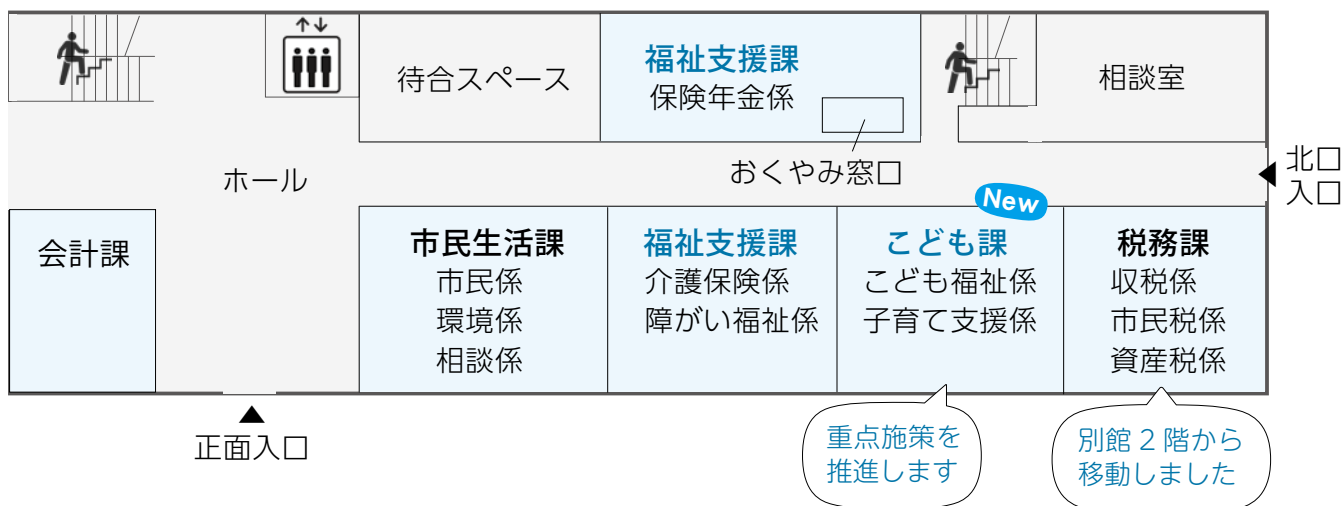 待合スペース
福祉支援課
保険年金係
相談室
おくやみ窓口
ホール
北口
入口
New
会計課
市民生活課
市民係
環境係
相談係
福祉支援課
介護保険係
障がい福祉係
こども課
こども福祉係
子育て支援係
税務課
収税係
市民税係
資産税係
正面入口
重点施策を
推進します
別館2階から
移動しました